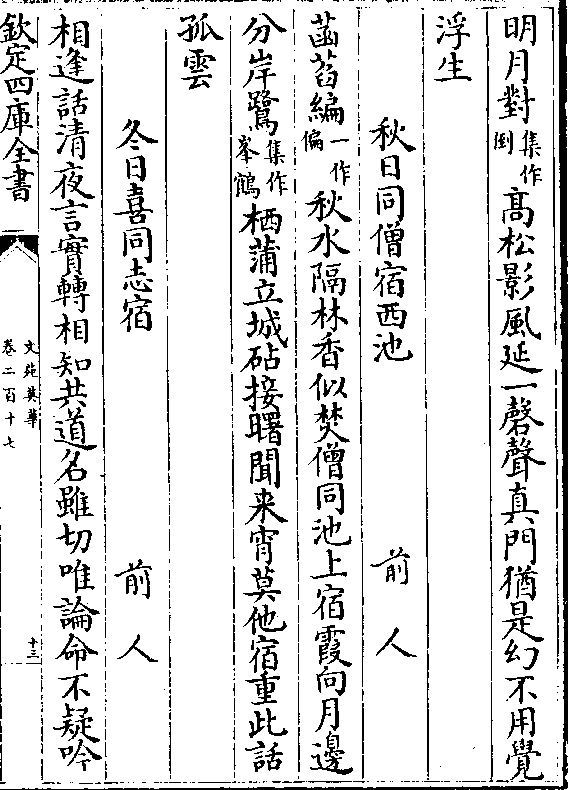 明月對集作倒高松影風延一磬聲真門猶是幻不用覺
浮生
秋日同僧宿西池　前人
菡萏編一作偏秋水隔林香似焚僧同池上宿霞向月邊
分岸鷺集作峯鶴栖蒲立城砧接曙聞来宵莫他宿重此話
孤雲
冬日喜同志宿　前人
相逢話清夜言實轉相知共道名雖切唯論命不疑吟
欽定四庫全書
文苑英華
卷二百十七
十三